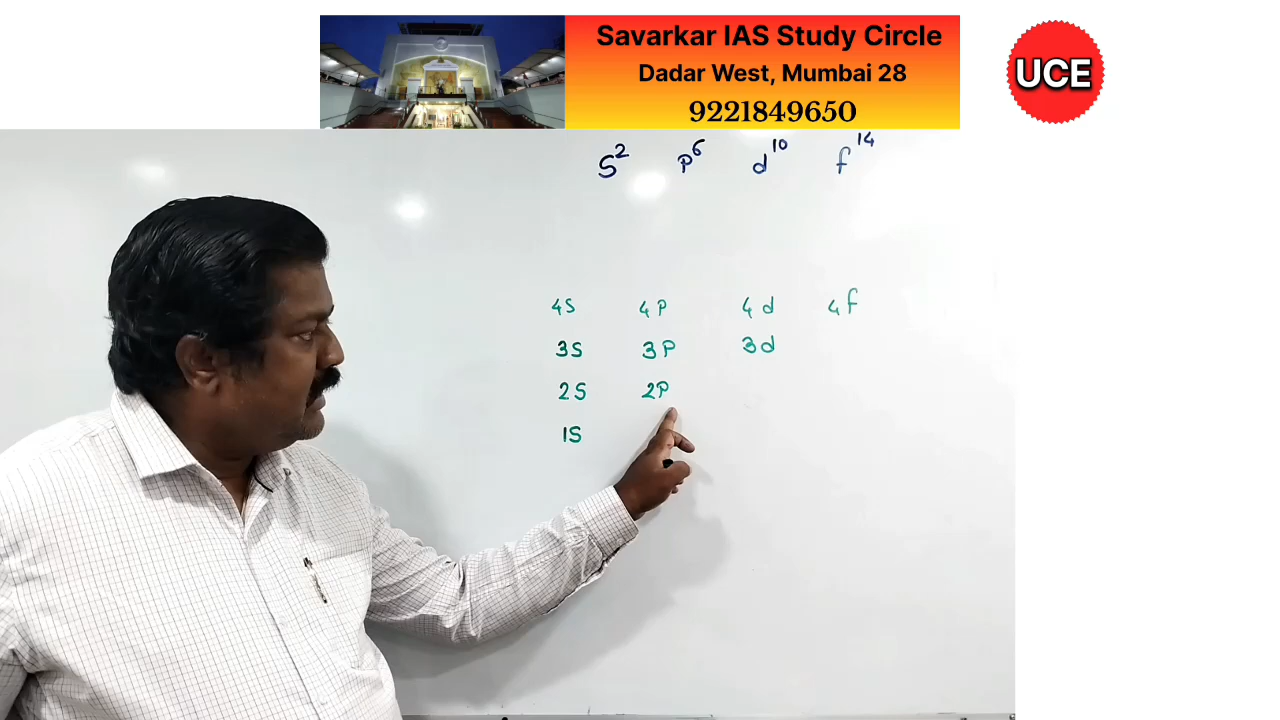 Savarkar IAS Study Circle
Dadar West, Mumbai 28
9221849650
UCE
S² P⁶ d¹⁰ f¹⁴
4S 4P 4d 4f
3S 3P 3d
2S 2P
1S